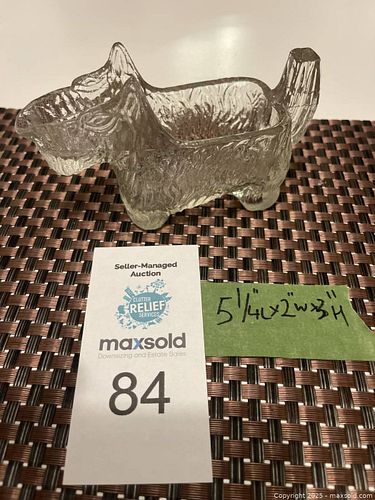 Seller-Managed
Auction
CLUTTER
RELIEF
SERVICES
maxsold
Downsizing and Estate Sales
84
5 1/4"L x 2"W x 3"H
Copyright 2025 - maxsold.com